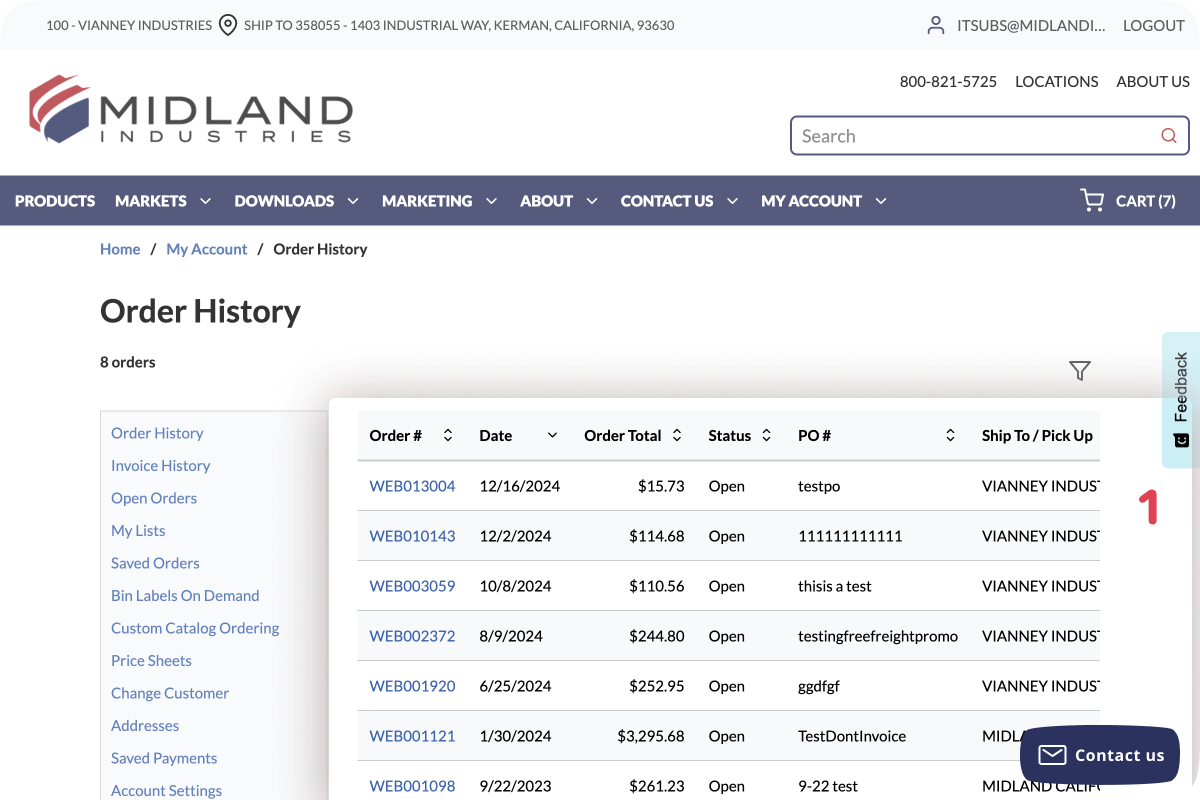 100 - VIANNEY INDUSTRIES SHIP TO 358055 - 1403 INDUSTRIAL WAY, KERMAN, CALIFORNIA, 93630 ITSUBS@MIDLANDI... LOGOUT
800-821-5725 LOCATIONS ABOUT US
MIDLAND
INDUSTRIES
Search
PRODUCTS MARKETS DOWNLOADS MARKETING ABOUT CONTACT US MY ACCOUNT CART (7)
Home / My Account / Order History
Order History
8 orders
Feedback
Order History
Invoice History
Open Orders
My Lists
Saved Orders
Bin Labels On Demand
Custom Catalog Ordering
Price Sheets
Change Customer
Addresses
Saved Payments
Account Settings
Order # Date Order Total Status PO # Ship To / Pick Up
WEB013004 12/16/2024 $15.73 Open testpo VIANNEY INDUST
WEB010143 12/2/2024 $114.68 Open 111111111111 VIANNEY INDUST
WEB003059 10/8/2024 $110.56 Open thisis a test VIANNEY INDUST
WEB002372 8/9/2024 $244.80 Open testingfreefreightpromo VIANNEY INDUST
WEB001920 6/25/2024 $252.95 Open ggdfgf VIANNEY INDUST
WEB001121 1/30/2024 $3,295.68 Open TestDontInvoice MIDLA
WEB001098 9/22/2023 $261.23 Open 9-22 test MIDLAND CALIF
1
Contact us